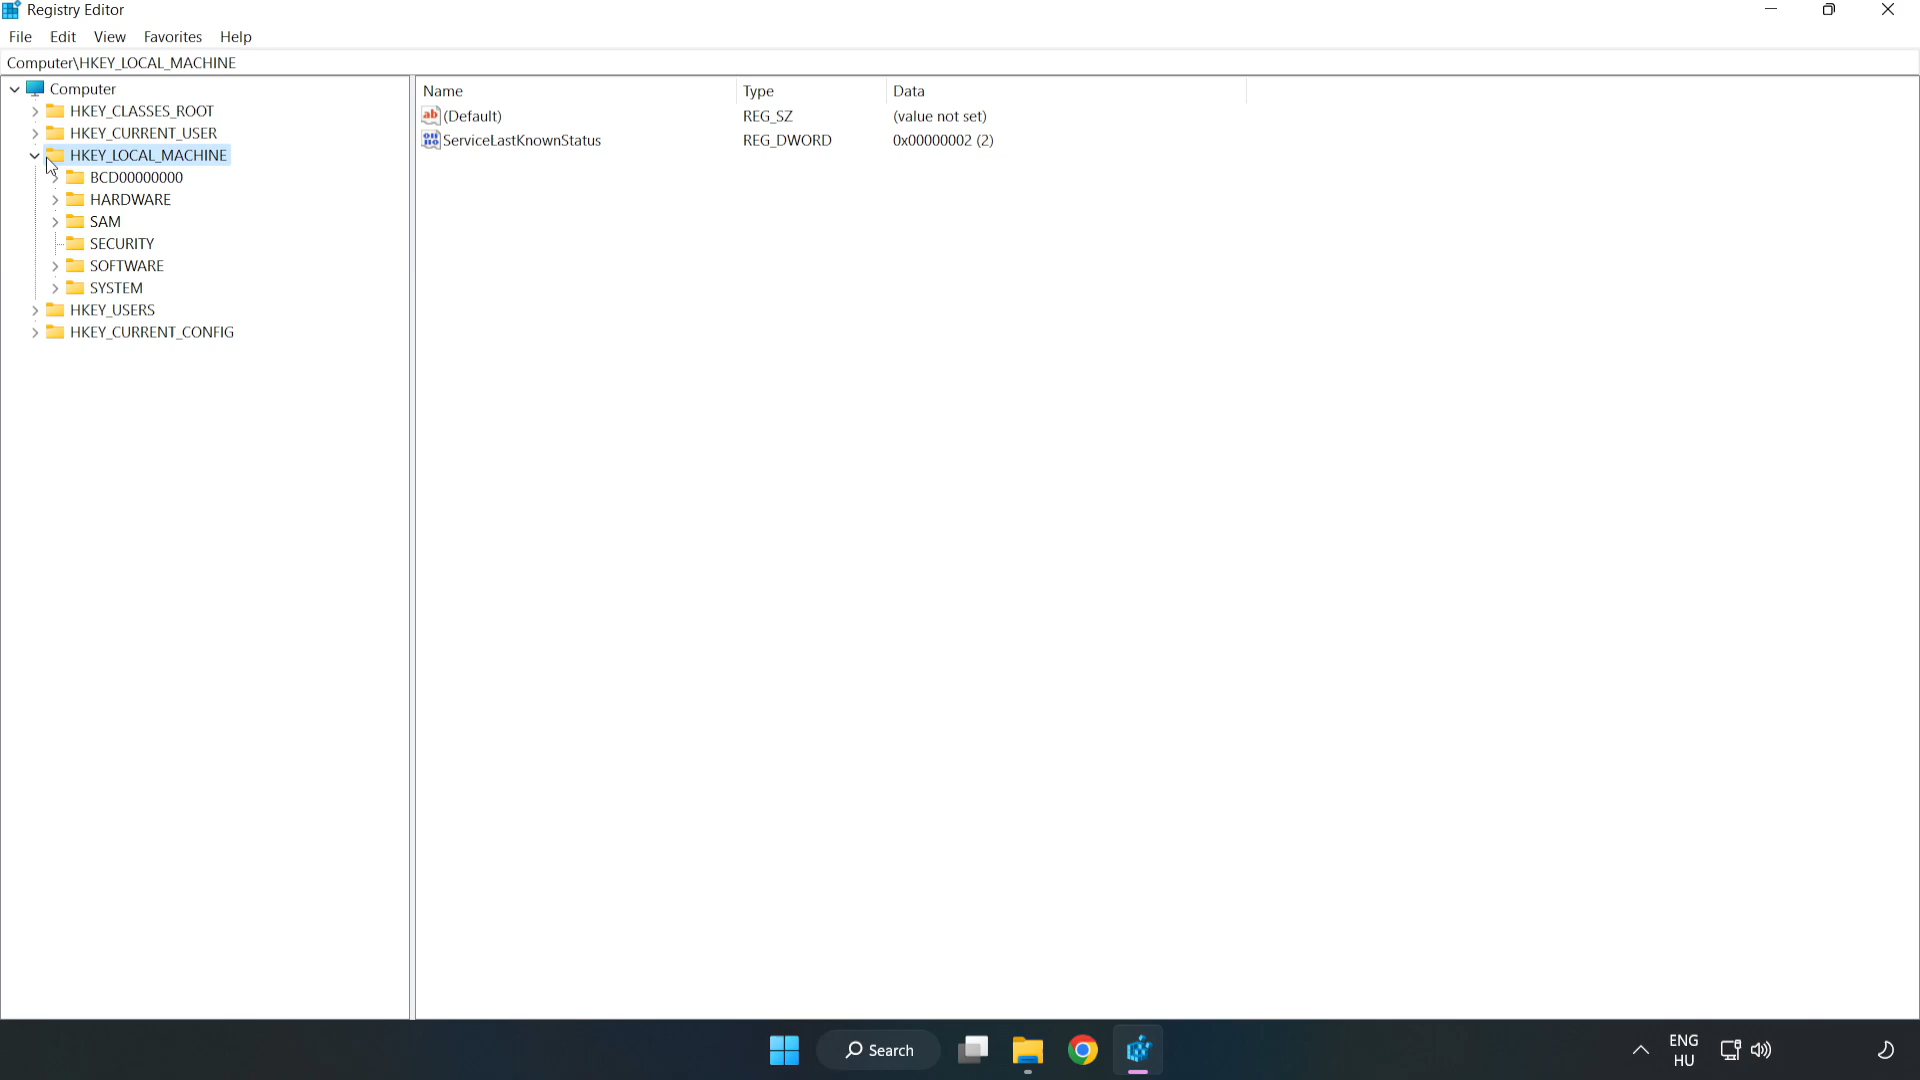 Registry Editor
File Edit View Favorites Help
Computer\HKEY_LOCAL_MACHINE
Computer
HKEY_CLASSES_ROOT
HKEY_CURRENT_USER
HKEY_LOCAL_MACHINE
BCD00000000
HARDWARE
SAM
SECURITY
SOFTWARE
SYSTEM
HKEY_USERS
HKEY_CURRENT_CONFIG
Name Type Data
(Default) REG_SZ (value not set)
ServiceLastKnownStatus REG_DWORD 0x00000002 (2)
Search
ENG
HU